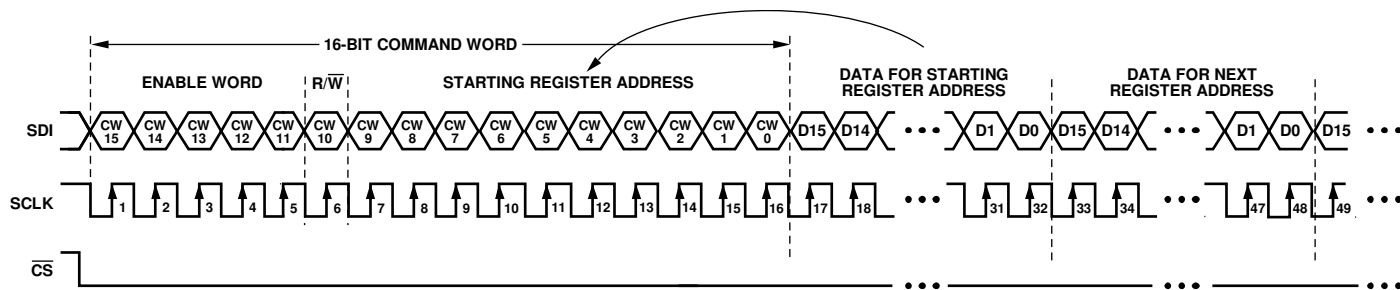 16-BIT COMMAND WORD
ENABLE WORD
R/W̅
STARTING REGISTER ADDRESS
DATA FOR STARTING
REGISTER ADDRESS
DATA FOR NEXT
REGISTER ADDRESS
SDI
CW 15
CW 14
CW 13
CW 12
CW 11
CW 10
CW 9
CW 8
CW 7
CW 6
CW 5
CW 4
CW 3
CW 2
CW 1
CW 0
D15
D14
D1
D0
D15
D14
D1
D0
D15
SCLK
1
2
3
4
5
6
7
8
9
10
11
12
13
14
15
16
17
18
31
32
33
34
47
48
49
C̅S̅